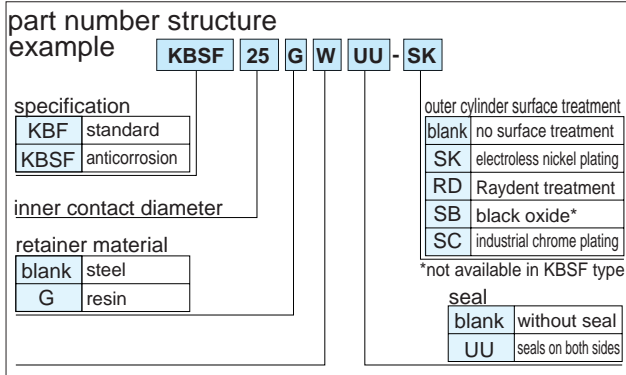 part number structure
example
KBSF 25 G W UU - SK
specification
KBF standard
KBSF anticorrosion
inner contact diameter
retainer material
blank steel
G resin
outer cylinder surface treatment
blank no surface treatment
SK electroless nickel plating
RD Raydent treatment
SB black oxide*
SC industrial chrome plating
*not available in KBSF type
seal
blank without seal
UU seals on both sides